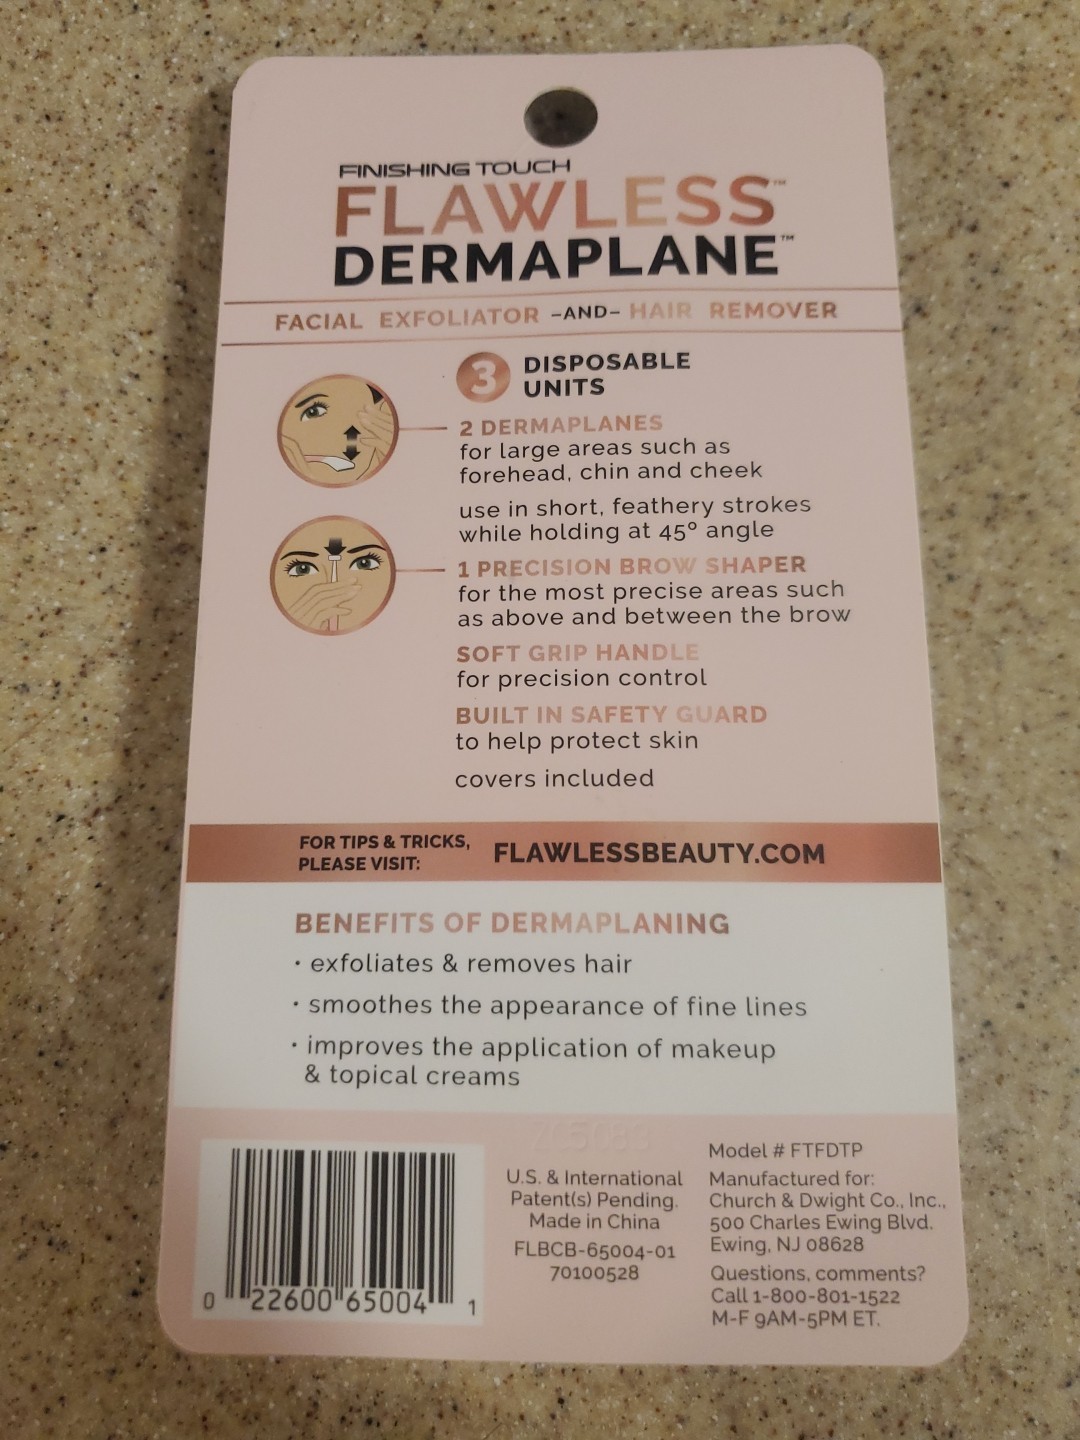 FINISHING TOUCH
FLAWLESS™
DERMAPLANE™
FACIAL EXFOLIATOR -AND- HAIR REMOVER
3 DISPOSABLE
UNITS
2 DERMAPLANES
for large areas such as
forehead, chin and cheek
use in short, feathery strokes
while holding at 45° angle
1 PRECISION BROW SHAPER
for the most precise areas such
as above and between the brow
SOFT GRIP HANDLE
for precision control
BUILT IN SAFETY GUARD
to help protect skin
covers included
FOR TIPS & TRICKS,
PLEASE VISIT:
FLAWLESSBEAUTY.COM
BENEFITS OF DERMAPLANING
• exfoliates & removes hair
• smoothes the appearance of fine lines
• improves the application of makeup
& topical creams
0 22600 65004 1
U.S. & International
Patent(s) Pending.
Made in China
FLBCB-65004-01
70100528
Model # FTFDTP
Manufactured for:
Church & Dwight Co., Inc.,
500 Charles Ewing Blvd.
Ewing, NJ 08628
Questions, comments?
Call 1-800-801-1522
M-F 9AM-5PM ET.